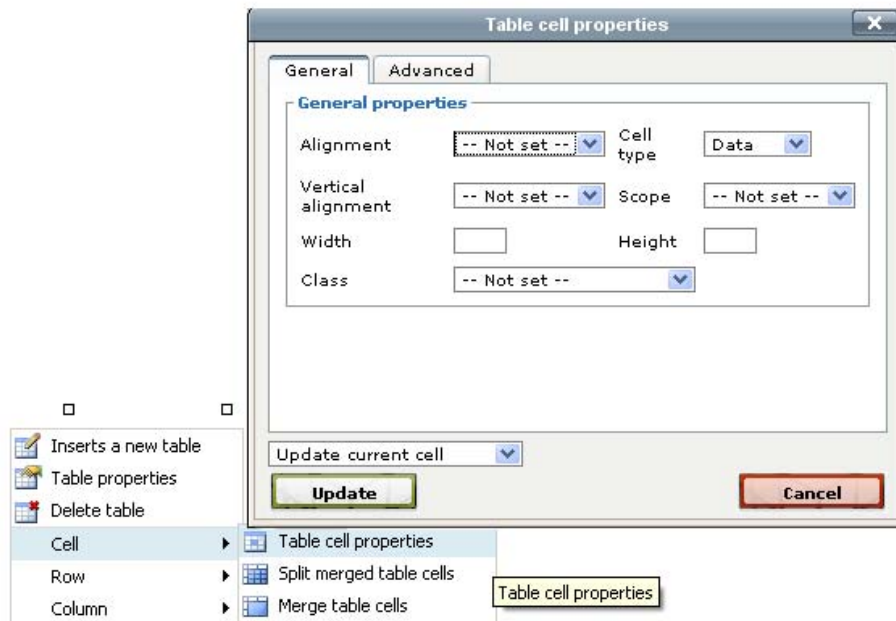 Table cell properties
General Advanced
General properties
Alignment -- Not set -- Cell type Data
Vertical alignment -- Not set -- Scope -- Not set --
Width Height
Class -- Not set --
Update current cell
Update Cancel
Inserts a new table
Table properties
Delete table
Cell
Row
Column
Table cell properties
Split merged table cells
Merge table cells
Table cell properties